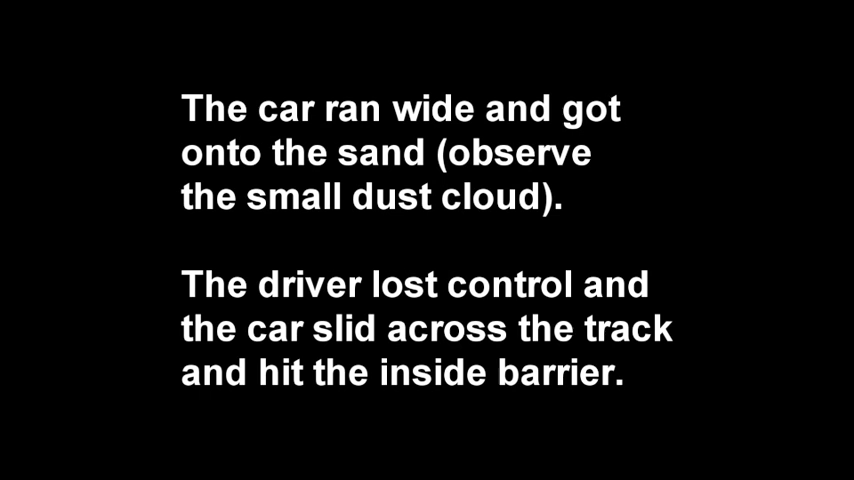 The car ran wide and got
onto the sand (observe
the small dust cloud).
The driver lost control and
the car slid across the track
and hit the inside barrier.